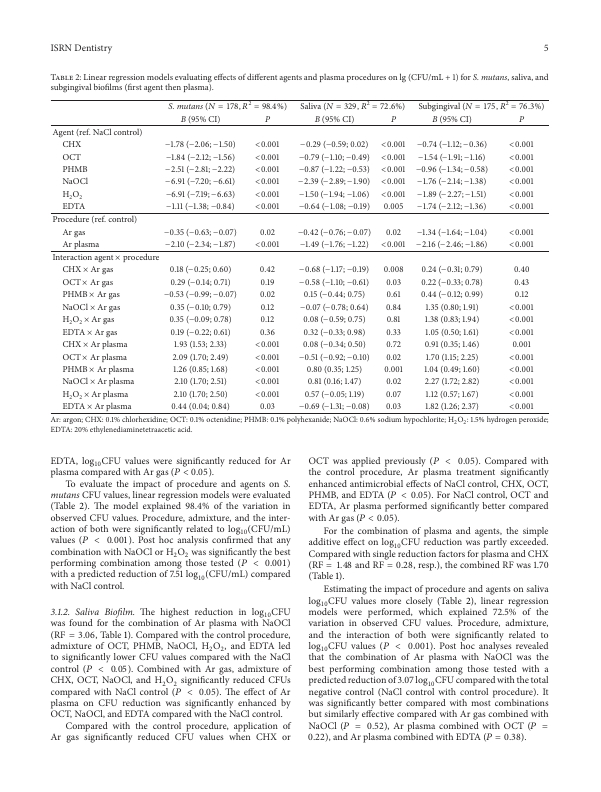 ISRN Dentistry 5
Table 2: Linear regression models evaluating effects of different agents and plasma procedures on lg (CFU/mL + 1) for S. mutans, saliva, and
subgingival biofilms (first agent then plasma).
S. mutans (N = 178, R² = 98.4%) Saliva (N = 329, R² = 72.6%) Subgingival (N = 175, R² = 76.3%)
B (95% CI) P B (95% CI) P B (95% CI) P
Agent (ref. NaCl control)
CHX −1.78 (−2.06; −1.50) <0.001 −0.29 (−0.59; 0.02) <0.001 −0.74 (−1.12; −0.36) <0.001
OCT −1.84 (−2.12; −1.56) <0.001 −0.79 (−1.10; −0.49) <0.001 −1.54 (−1.91; −1.16) <0.001
PHMB −2.51 (−2.81; −2.22) <0.001 −0.87 (−1.22; −0.53) <0.001 −0.96 (−1.34; −0.58) <0.001
NaOCl −6.91 (−7.20; −6.61) <0.001 −2.39 (−2.89; −1.90) <0.001 −1.76 (−2.14; −1.38) <0.001
H₂O₂ −6.91 (−7.19; −6.63) <0.001 −1.50 (−1.94; −1.06) <0.001 −1.89 (−2.27; −1.51) <0.001
EDTA −1.11 (−1.38; −0.84) <0.001 −0.64 (−1.08; −0.19) 0.005 −1.74 (−2.12; −1.36) <0.001
Procedure (ref. control)
Ar gas −0.35 (−0.63; −0.07) 0.02 −0.42 (−0.76; −0.07) 0.02 −1.34 (−1.64; −1.04) <0.001
Ar plasma −2.10 (−2.34; −1.87) <0.001 −1.49 (−1.76; −1.22) <0.001 −2.16 (−2.46; −1.86) <0.001
Interaction agent × procedure
CHX × Ar gas 0.18 (−0.25; 0.60) 0.42 −0.68 (−1.17; −0.19) 0.008 0.24 (−0.31; 0.79) 0.40
OCT × Ar gas 0.29 (−0.14; 0.71) 0.19 −0.58 (−1.10; −0.61) 0.03 0.22 (−0.33; 0.78) 0.43
PHMB × Ar gas −0.53 (−0.99; −0.07) 0.02 0.15 (−0.44; 0.75) 0.61 0.44 (−0.12; 0.99) 0.12
NaOCl × Ar gas 0.35 (−0.10; 0.79) 0.12 −0.07 (−0.78; 0.64) 0.84 1.35 (0.80; 1.91) <0.001
H₂O₂ × Ar gas 0.35 (−0.09; 0.78) 0.12 0.08 (−0.59; 0.75) 0.81 1.38 (0.83; 1.94) <0.001
EDTA × Ar gas 0.19 (−0.22; 0.61) 0.36 0.32 (−0.33; 0.98) 0.33 1.05 (0.50; 1.61) <0.001
CHX × Ar plasma 1.93 (1.53; 2.33) <0.001 0.08 (−0.34; 0.50) 0.72 0.91 (0.35; 1.46) 0.001
OCT × Ar plasma 2.09 (1.70; 2.49) <0.001 −0.51 (−0.92; −0.10) 0.02 1.70 (1.15; 2.25) <0.001
PHMB × Ar plasma 1.26 (0.85; 1.68) <0.001 0.80 (0.35; 1.25) 0.001 1.04 (0.49; 1.60) <0.001
NaOCl × Ar plasma 2.10 (1.70; 2.51) <0.001 0.81 (0.16; 1.47) 0.02 2.27 (1.72; 2.82) <0.001
H₂O₂ × Ar plasma 2.10 (1.70; 2.50) <0.001 0.57 (−0.05; 1.19) 0.07 1.12 (0.57; 1.67) <0.001
EDTA × Ar plasma 0.44 (0.04; 0.84) 0.03 −0.69 (−1.31; −0.08) 0.03 1.82 (1.26; 2.37) <0.001
Ar: argon; CHX: 0.1% chlorhexidine; OCT: 0.1% octenidine; PHMB: 0.1% polyhexanide; NaOCl: 0.6% sodium hypochlorite; H₂O₂: 1.5% hydrogen peroxide;
EDTA: 20% ethylenediaminetetraacetic acid.
EDTA, log₁₀CFU values were significantly reduced for Ar
plasma compared with Ar gas (P < 0.05).
To evaluate the impact of procedure and agents on S.
mutans CFU values, linear regression models were evaluated
(Table 2). The model explained 98.4% of the variation in
observed CFU values. Procedure, admixture, and the inter-
action of both were significantly related to log₁₀(CFU/mL)
values (P < 0.001). Post hoc analysis confirmed that any
combination with NaOCl or H₂O₂ was significantly the best
performing combination among those tested (P < 0.001)
with a predicted reduction of 7.51 log₁₀(CFU/mL) compared
with NaCl control.
3.1.2. Saliva Biofilm. The highest reduction in log₁₀CFU
was found for the combination of Ar plasma with NaOCl
(RF = 3.06, Table 1). Compared with the control procedure,
admixture of OCT, PHMB, NaOCl, H₂O₂, and EDTA led
to significantly lower CFU values compared with the NaCl
control (P < 0.05). Combined with Ar gas, admixture of
CHX, OCT, NaOCl, and H₂O₂ significantly reduced CFUs
compared with NaCl control (P < 0.05). The effect of Ar
plasma on CFU reduction was significantly enhanced by
OCT, NaOCl, and EDTA compared with the NaCl control.
Compared with the control procedure, application of
Ar gas significantly reduced CFU values when CHX or
OCT was applied previously (P < 0.05). Compared with
the control procedure, Ar plasma treatment significantly
enhanced antimicrobial effects of NaCl control, CHX, OCT,
PHMB, and EDTA (P < 0.05). For NaCl control, OCT and
EDTA, Ar plasma performed significantly better compared
with Ar gas (P < 0.05).
For the combination of plasma and agents, the simple
additive effect on log₁₀CFU reduction was partly exceeded.
Compared with single reduction factors for plasma and CHX
(RF = 1.48 and RF = 0.28, resp.), the combined RF was 1.70
(Table 1).
Estimating the impact of procedure and agents on saliva
log₁₀CFU values more closely (Table 2), linear regression
models were performed, which explained 72.5% of the
variation in observed CFU values. Procedure, admixture,
and the interaction of both were significantly related to
log₁₀CFU values (P < 0.001). Post hoc analyses revealed
that the combination of Ar plasma with NaOCl was the
best performing combination among those tested with a
predicted reduction of 3.07 log₁₀CFU compared with the total
negative control (NaCl control with control procedure). It
was significantly better compared with most combinations
but similarly effective compared with Ar gas combined with
NaOCl (P = 0.52), Ar plasma combined with OCT (P =
0.22), and Ar plasma combined with EDTA (P = 0.38).